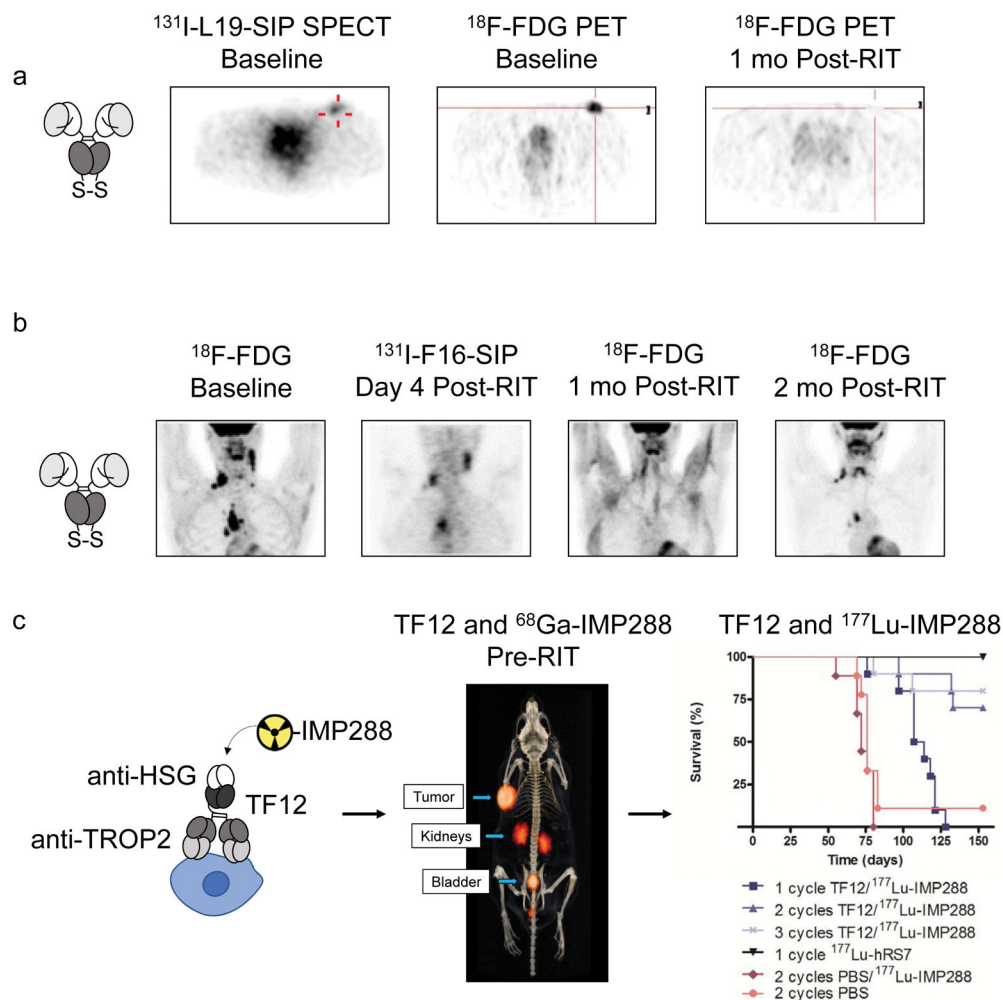 a
¹³¹I-L19-SIP SPECT
Baseline
¹⁸F-FDG PET
Baseline
¹⁸F-FDG PET
1 mo Post-RIT
S-S
b
¹⁸F-FDG
Baseline
¹³¹I-F16-SIP
Day 4 Post-RIT
¹⁸F-FDG
1 mo Post-RIT
¹⁸F-FDG
2 mo Post-RIT
S-S
c
TF12 and ⁶⁸Ga-IMP288
Pre-RIT
TF12 and ¹⁷⁷Lu-IMP288
-IMP288
anti-HSG
TF12
anti-TROP2
Tumor
Kidneys
Bladder
Survival (%)
100
75
50
25
0
25
50
75
100
125
150
Time (days)
1 cycle TF12/¹⁷⁷Lu-IMP288
2 cycles TF12/¹⁷⁷Lu-IMP288
3 cycles TF12/¹⁷⁷Lu-IMP288
1 cycle ¹⁷⁷Lu-hRS7
2 cycles PBS/¹⁷⁷Lu-IMP288
2 cycles PBS